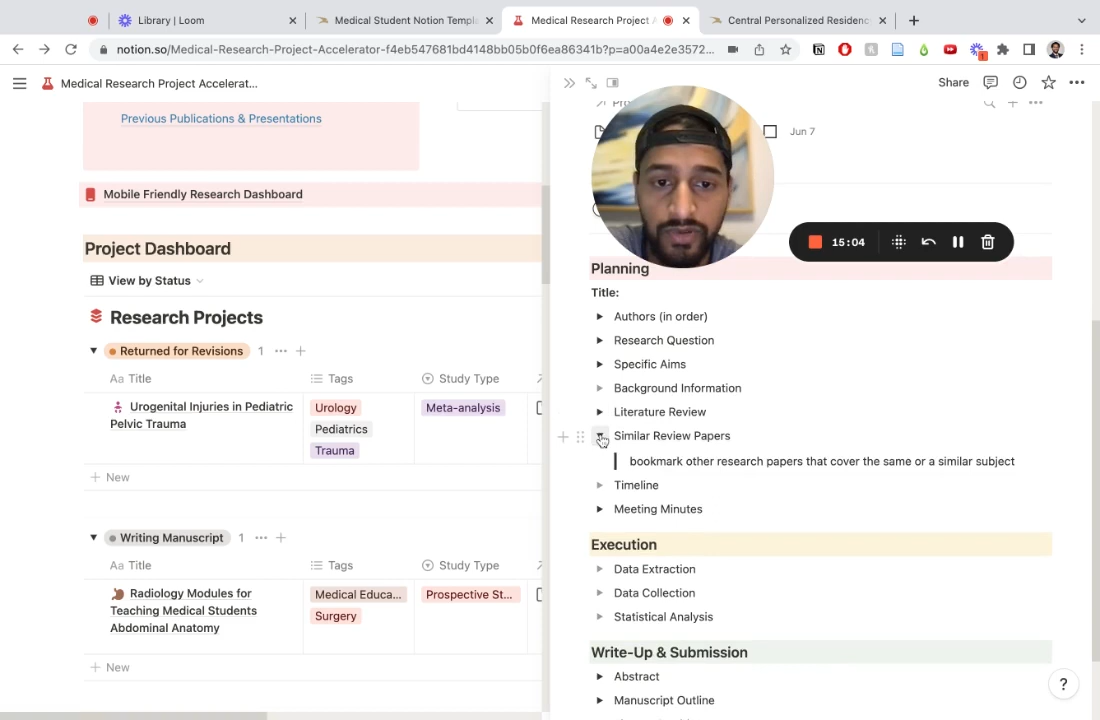 Library | Loom
Medical Student Notion Templ
Medical Research Project A
Central Personalized Residenc
notion.so/Medical-Research-Project-Accelerator-f4eb547681bd4148bb05b0f6ea86341b?p=a00a4e2e3572...
1
Medical Research Project Accelerat...
Share
Previous Publications & Presentations
Jun 7
Mobile Friendly Research Dashboard
15:04
Project Dashboard
View by Status
Research Projects
Returned for Revisions 1
Aa Title
Tags
Study Type
Urogenital Injuries in Pediatric
Pelvic Trauma
Urology
Pediatrics
Trauma
Meta-analysis
New
Writing Manuscript 1
Aa Title
Tags
Study Type
Radiology Modules for
Teaching Medical Students
Abdominal Anatomy
Medical Educa...
Surgery
Prospective St...
New
Planning
Title:
Authors (in order)
Research Question
Specific Aims
Background Information
Literature Review
Similar Review Papers
bookmark other research papers that cover the same or a similar subject
Timeline
Meeting Minutes
Execution
Data Extraction
Data Collection
Statistical Analysis
Write-Up & Submission
Abstract
Manuscript Outline
?